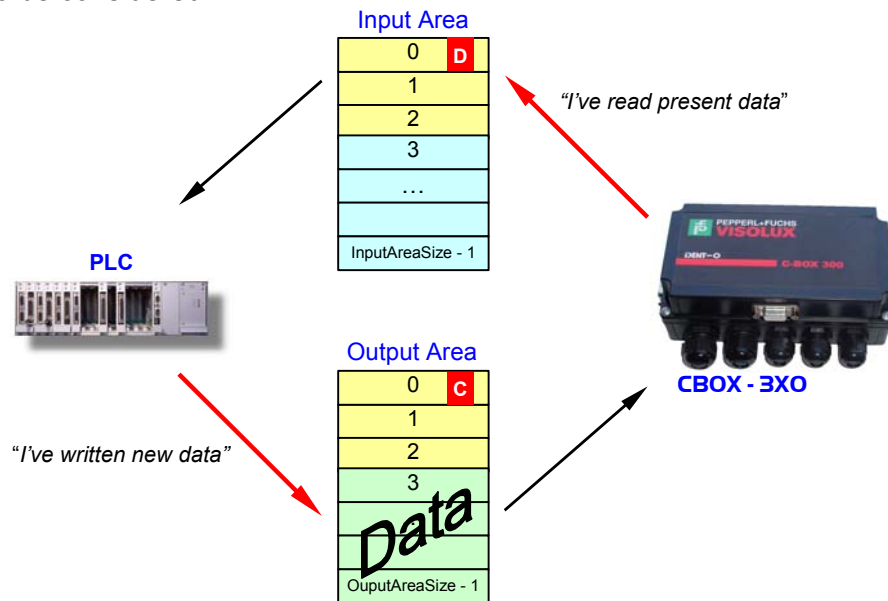 Input Area
0 D
1
2
3
…
InputAreaSize - 1
"I've read present data"
PLC
PEPPERL+FUCHS
VISOLUX
IDENT-O
C-BOX 300
CBOX - 3XO
Output Area
0 C
1
2
3
Data
OuputAreaSize - 1
"I've written new data"